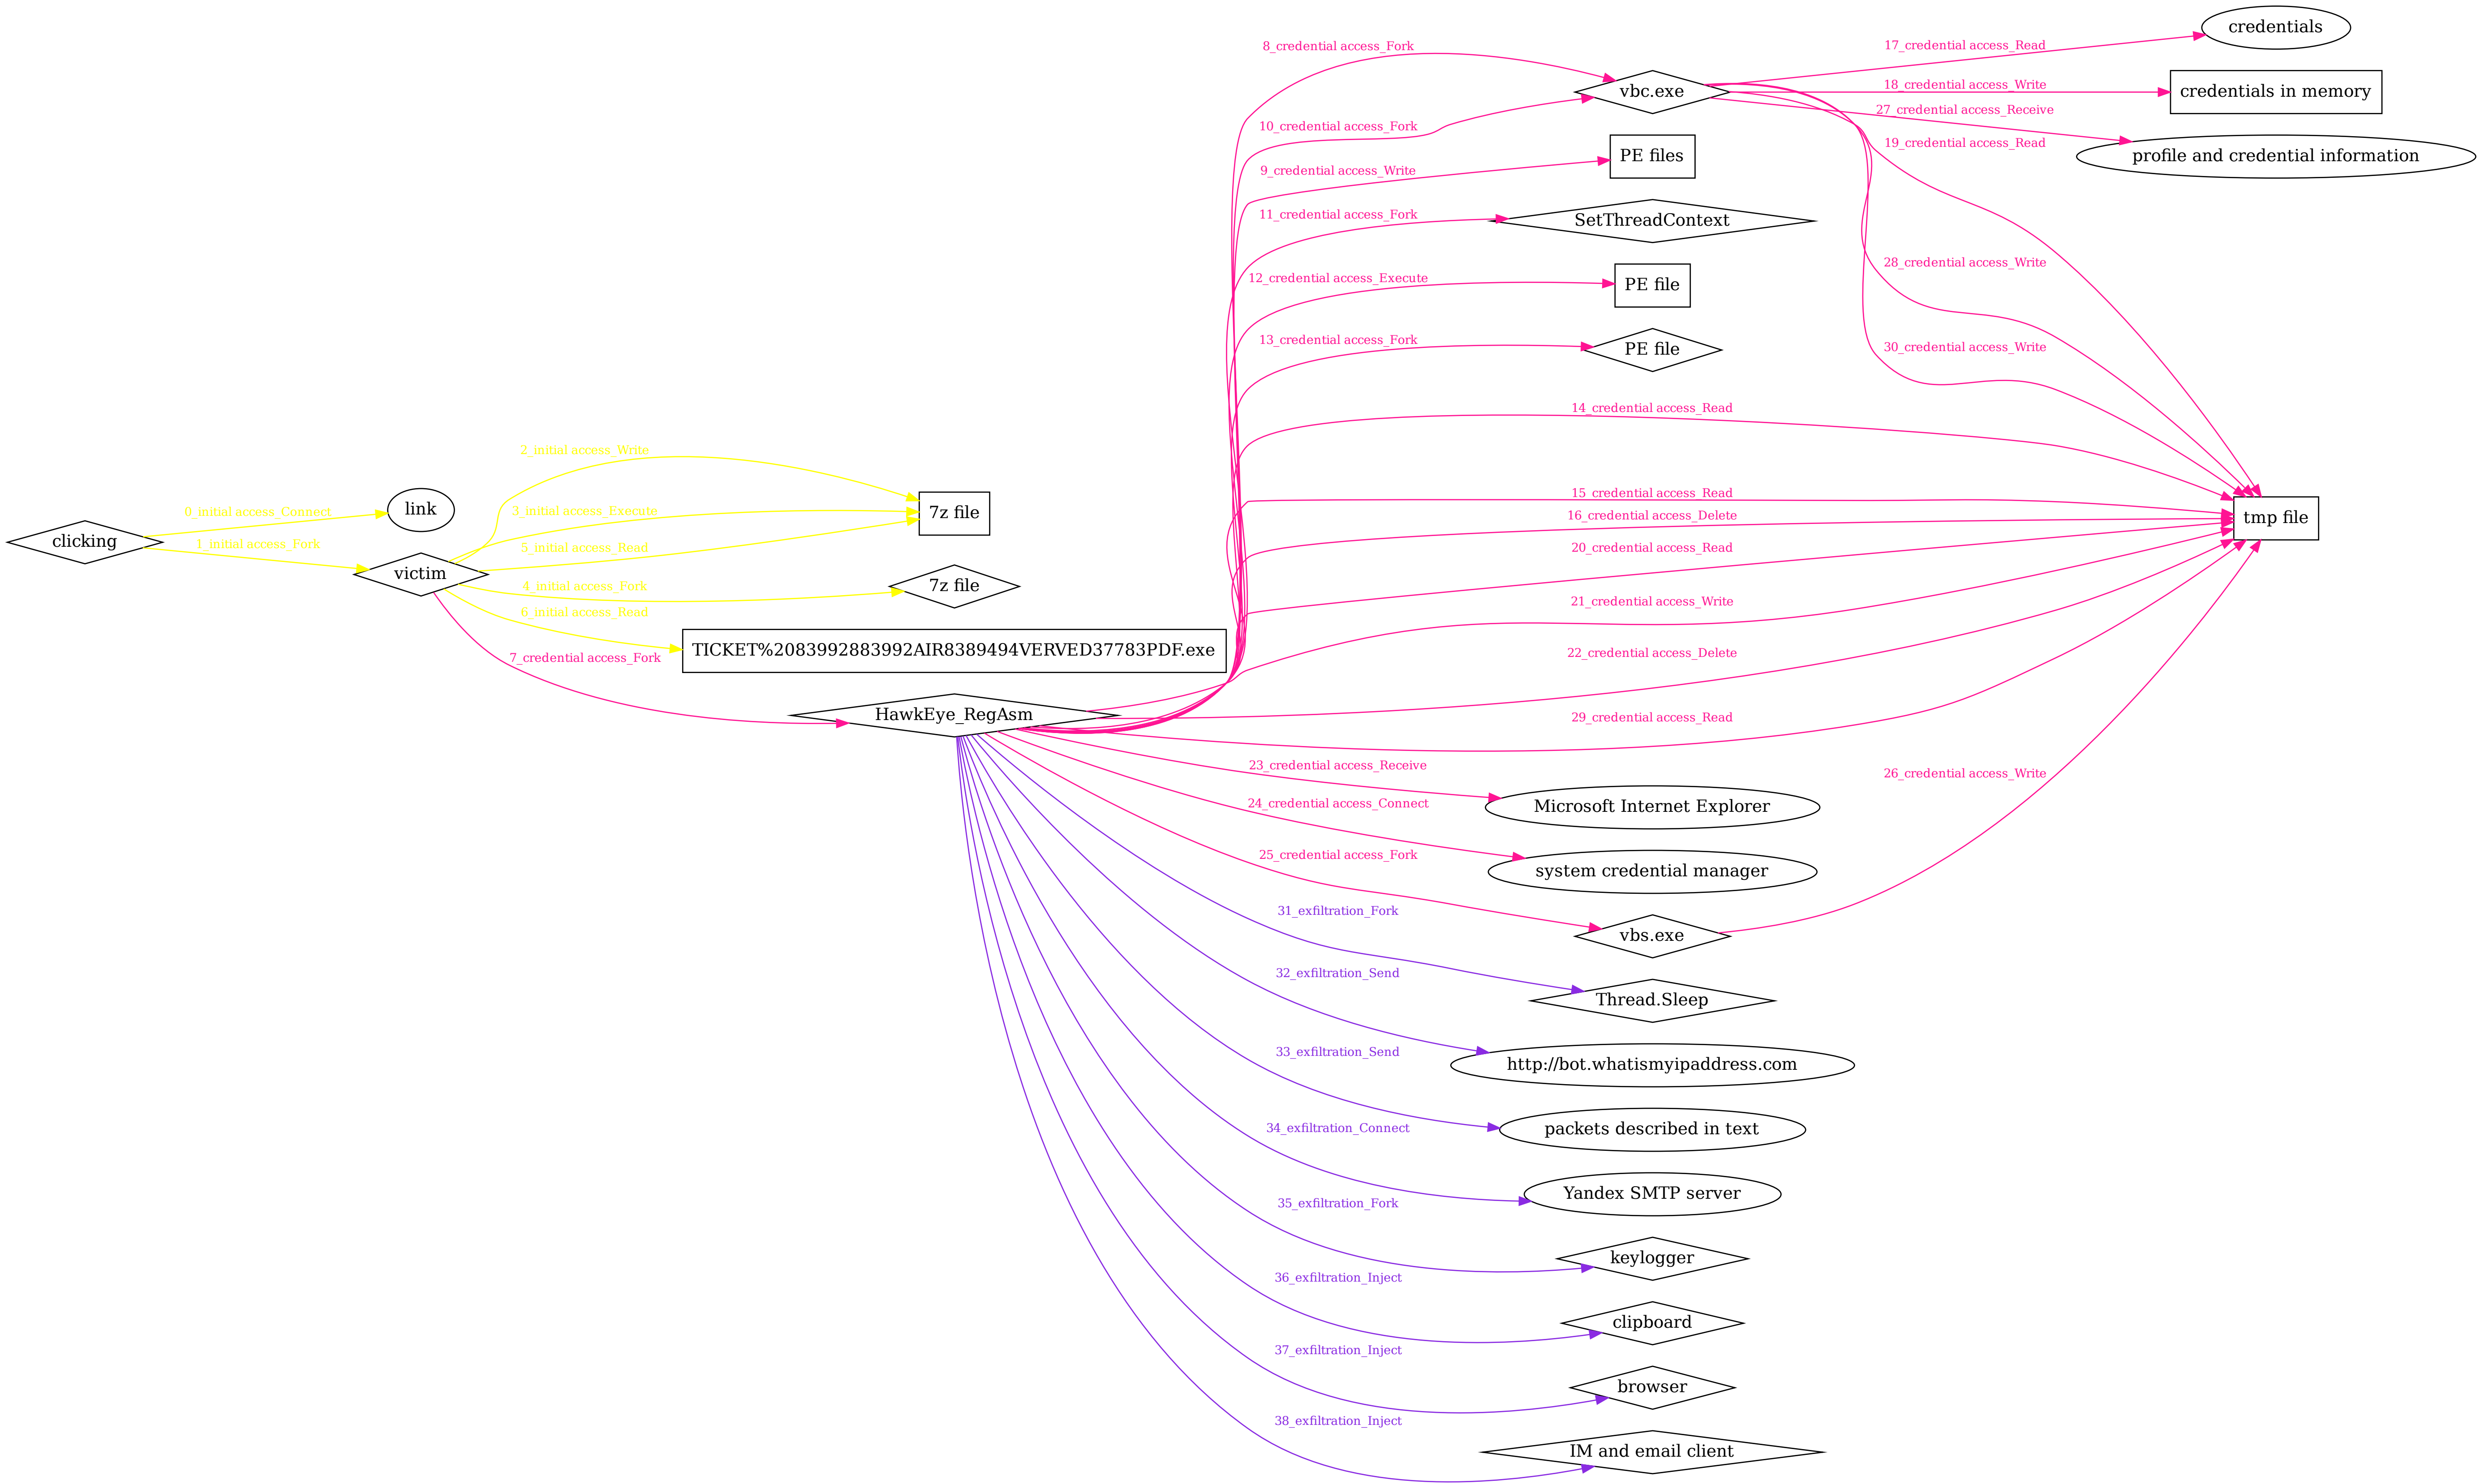 8_credential access_Fork
17_credential access_Read
credentials
vbc.exe
18_credential access_Write
credentials in memory
10_credential access_Fork
27_credential access_Receive
9_credential access_Write
PE files
19_credential access_Read
profile and credential information
11_credential access_Fork
SetThreadContext
12_credential access_Execute
PE file
28_credential access_Write
13_credential access_Fork
PE file
30_credential access_Write
14_credential access_Read
2_initial access_Write
0_initial access_Connect
link
3_initial access_Execute
7z file
15_credential access_Read
16_credential access_Delete
tmp file
clicking
1_initial access_Fork
5_initial access_Read
20_credential access_Read
victim
4_initial access_Fork
7z file
21_credential access_Write
6_initial access_Read
TICKET%2083992883992AIR8389494VERVED37783PDF.exe
7_credential access_Fork
22_credential access_Delete
HawkEye_RegAsm
29_credential access_Read
23_credential access_Receive
26_credential access_Write
24_credential access_Connect
Microsoft Internet Explorer
25_credential access_Fork
system credential manager
31_exfiltration_Fork
vbs.exe
32_exfiltration_Send
Thread.Sleep
33_exfiltration_Send
http://bot.whatismyipaddress.com
34_exfiltration_Connect
packets described in text
35_exfiltration_Fork
Yandex SMTP server
36_exfiltration_Inject
keylogger
37_exfiltration_Inject
clipboard
38_exfiltration_Inject
browser
IM and email client